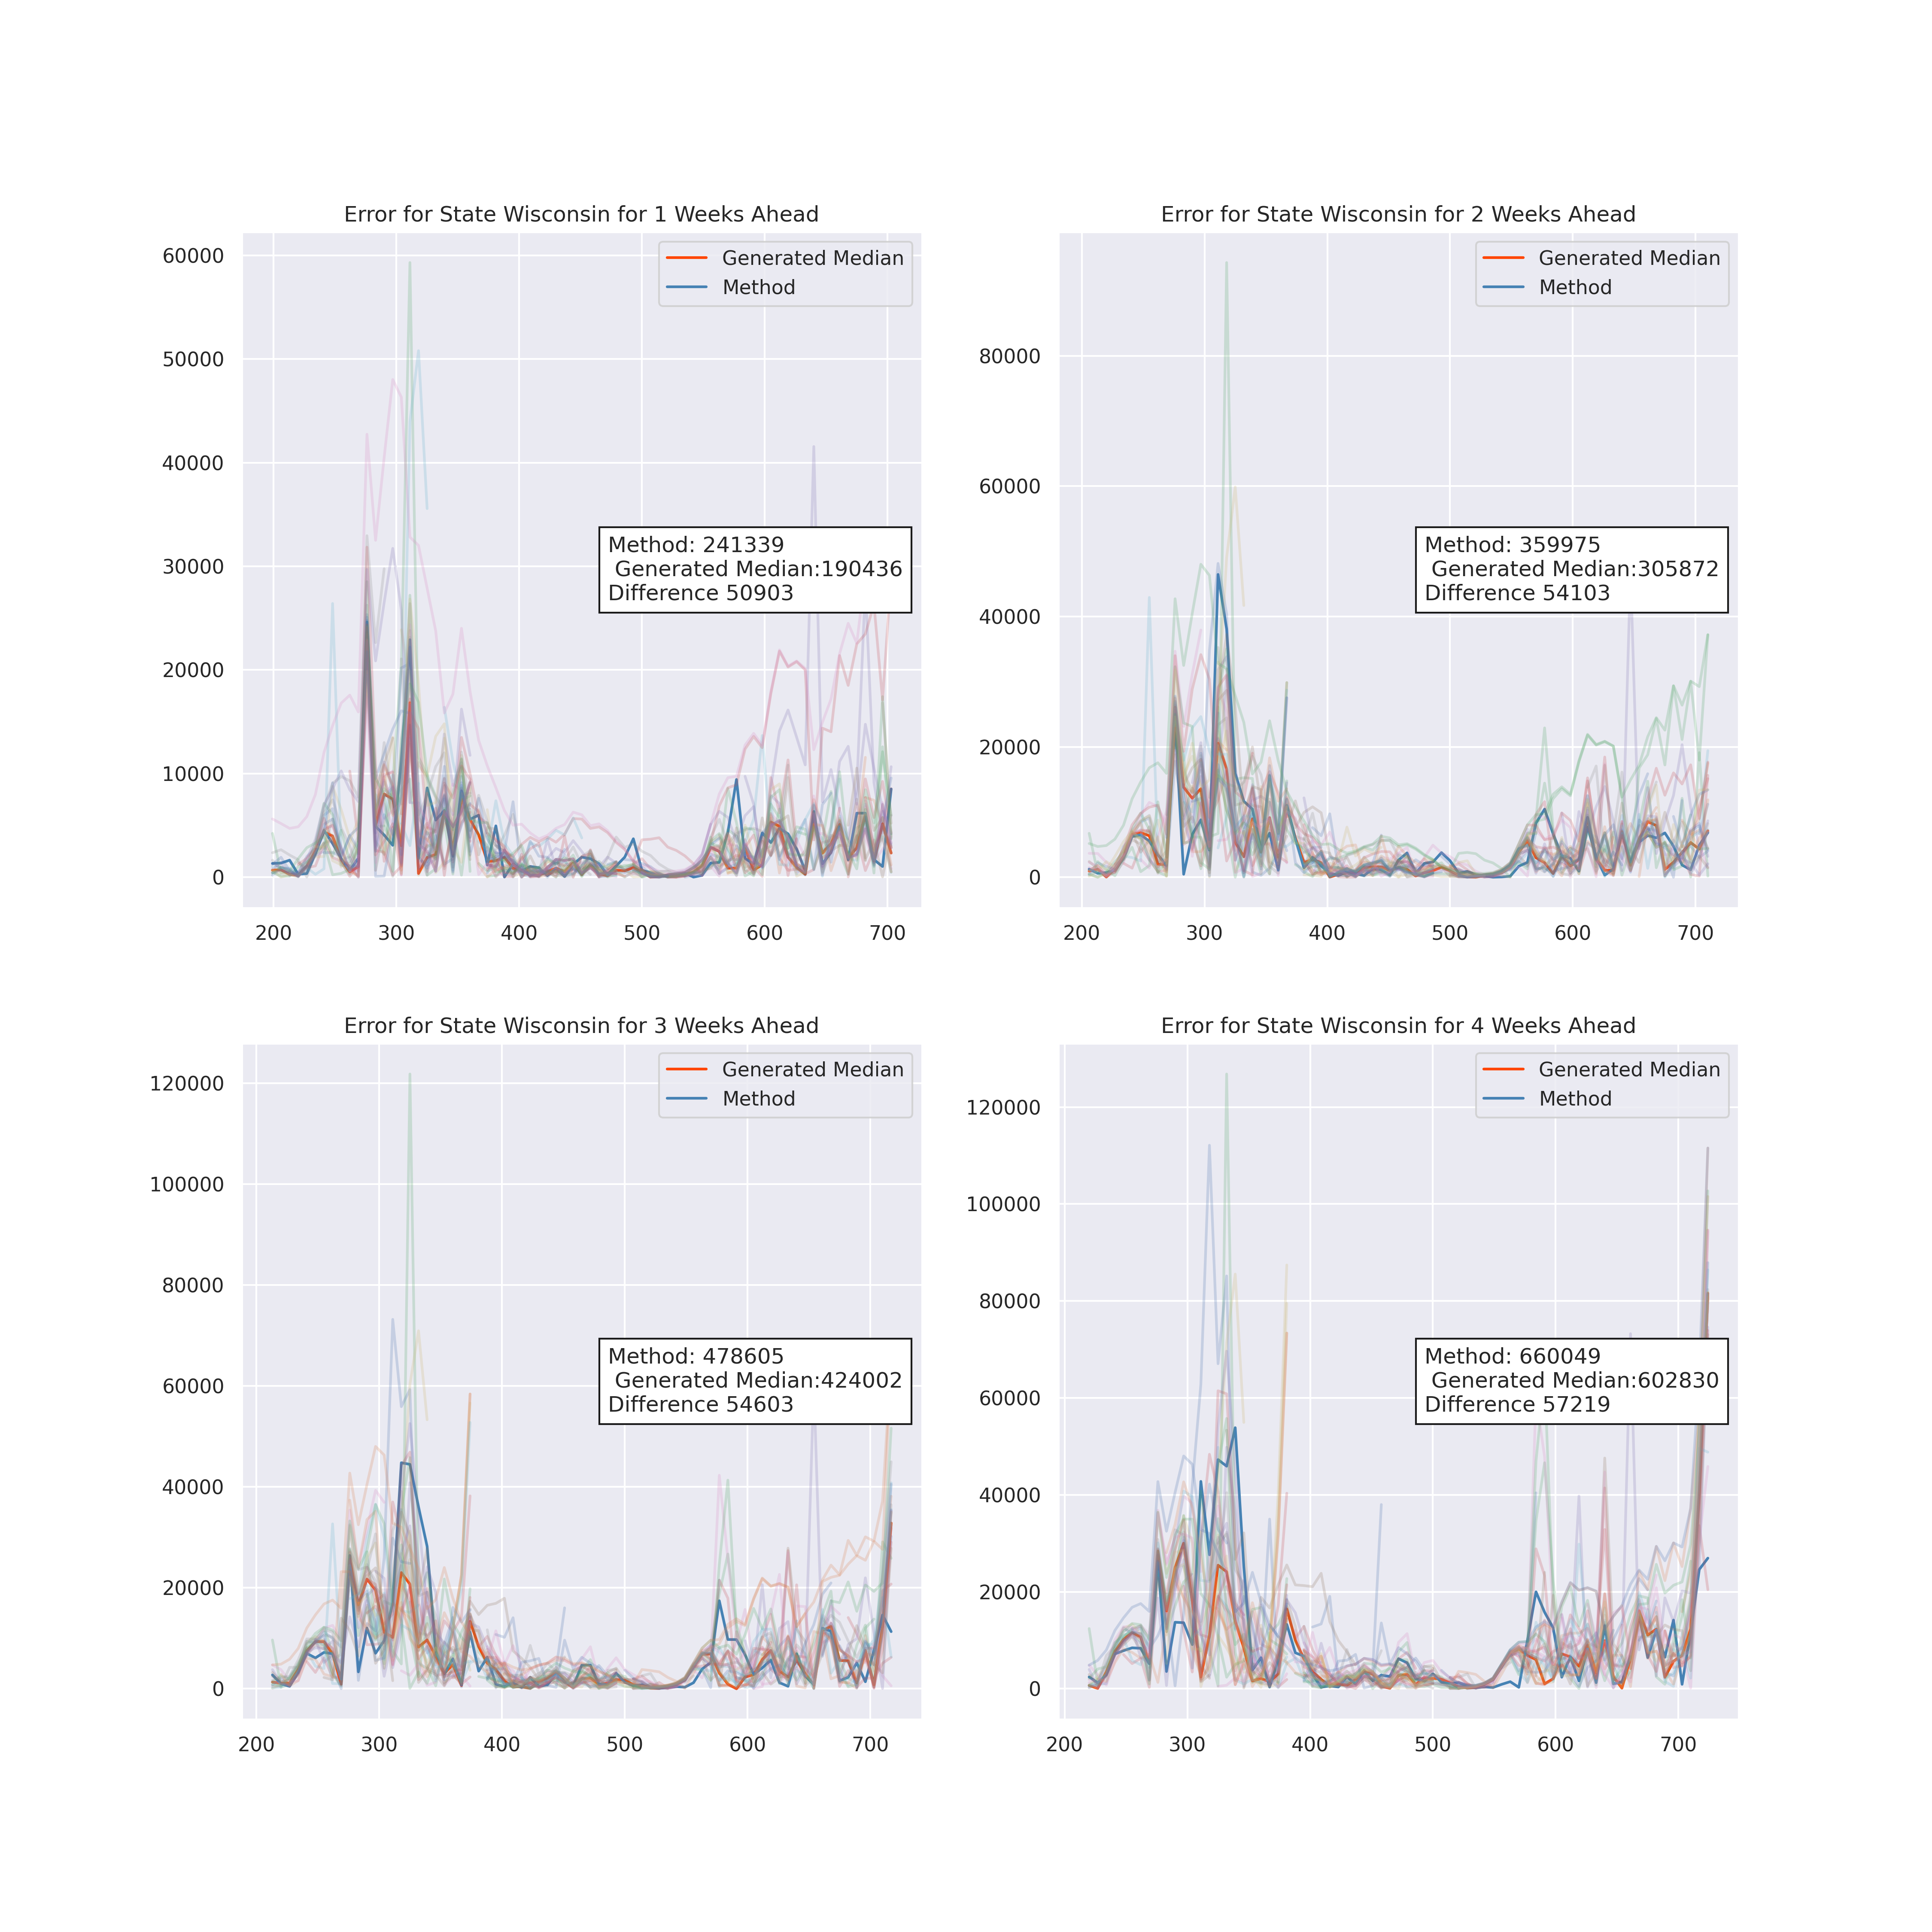 Error for State Wisconsin for 1 Weeks Ahead
60000
50000
40000
30000
20000
10000
0
200 300 400 500 600 700
Generated Median
Method
Method: 241339
Generated Median:190436
Difference 50903
Error for State Wisconsin for 2 Weeks Ahead
80000
60000
40000
20000
0
200 300 400 500 600 700
Generated Median
Method
Method: 359975
Generated Median:305872
Difference 54103
Error for State Wisconsin for 3 Weeks Ahead
120000
100000
80000
60000
40000
20000
0
200 300 400 500 600 700
Generated Median
Method
Method: 478605
Generated Median:424002
Difference 54603
Error for State Wisconsin for 4 Weeks Ahead
120000
100000
80000
60000
40000
20000
0
200 300 400 500 600 700
Generated Median
Method
Method: 660049
Generated Median:602830
Difference 57219